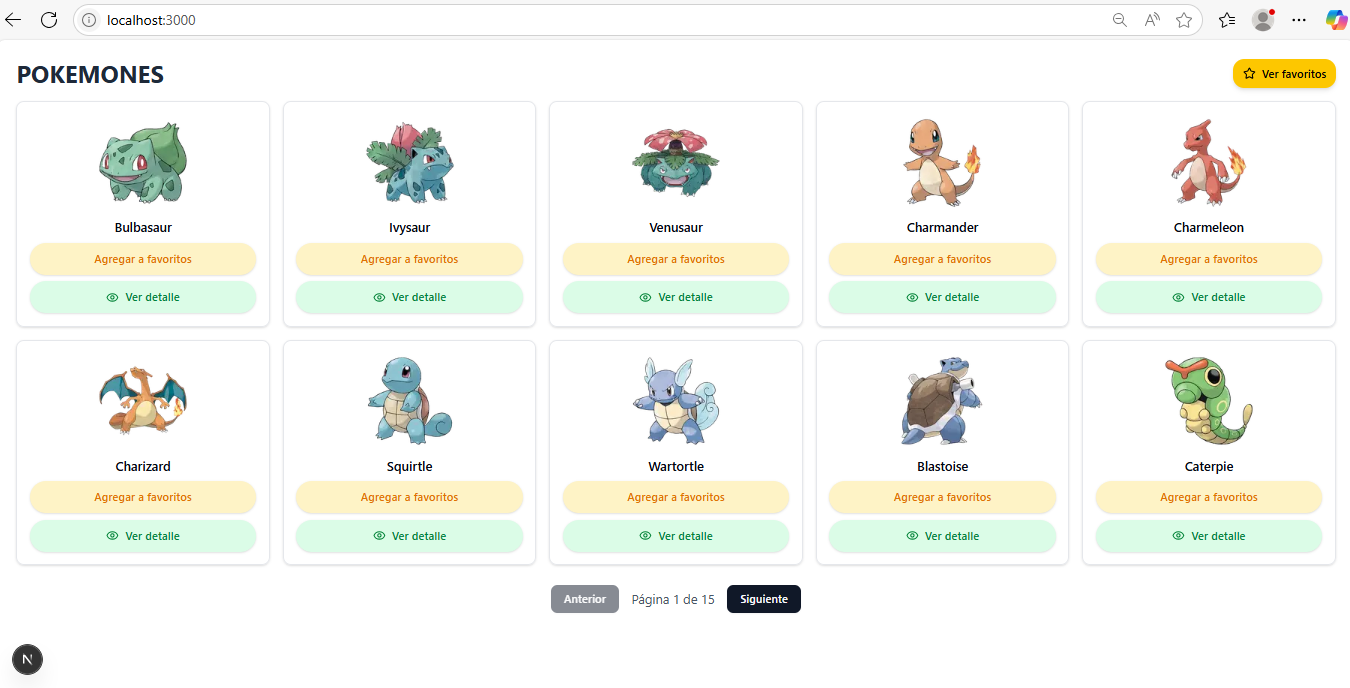 localhost:3000
POKEMONES
Ver favoritos
Bulbasaur
Ivysaur
Venusaur
Charmander
Charmeleon
Agregar a favoritos
Agregar a favoritos
Agregar a favoritos
Agregar a favoritos
Agregar a favoritos
Ver detalle
Ver detalle
Ver detalle
Ver detalle
Ver detalle
Charizard
Squirtle
Wartortle
Blastoise
Caterpie
Agregar a favoritos
Agregar a favoritos
Agregar a favoritos
Agregar a favoritos
Agregar a favoritos
Ver detalle
Ver detalle
Ver detalle
Ver detalle
Ver detalle
Anterior
Página 1 de 15
Siguiente
N